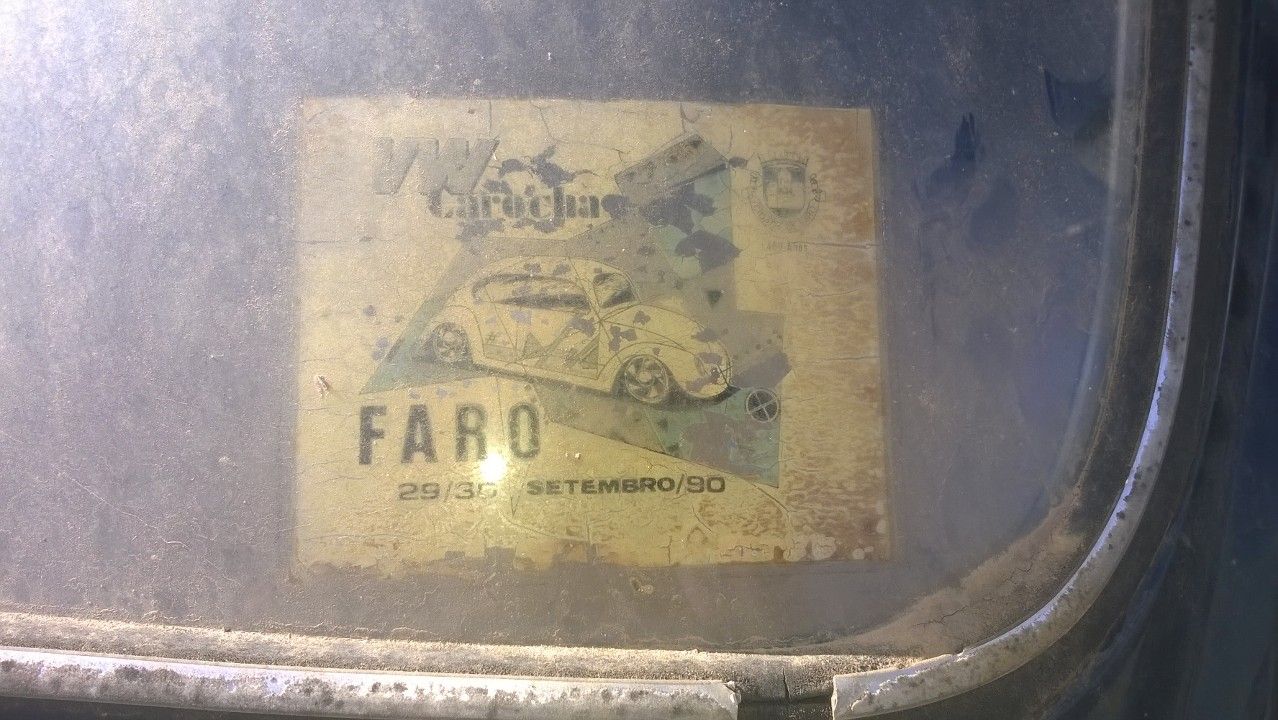 VW
Carocha
FARO
29/30 SETEMBRO/90